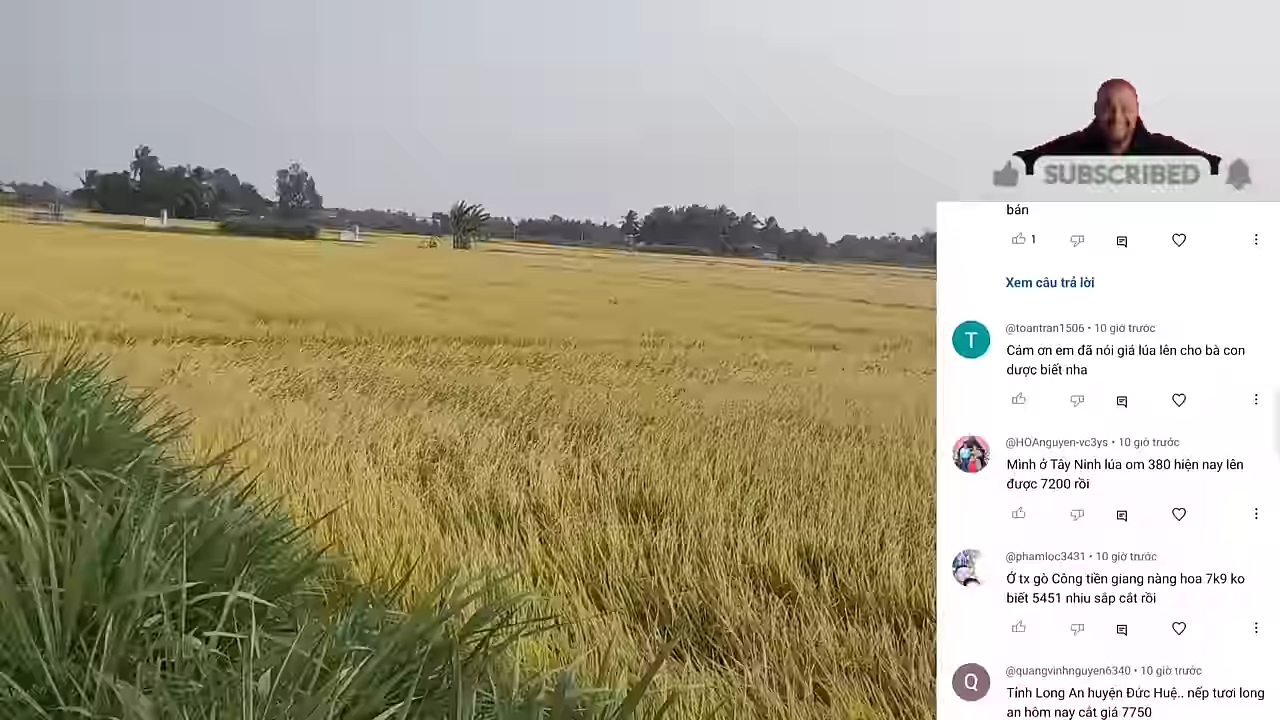 SUBSCRIBED
bán
1
Xem câu trả lời
@toantran1506 • 10 giờ trước
T
Cám ơn em đã nói giá lúa lên cho bà con
dược biết nha
@HOAnguyen-vc3ys • 10 giờ trước
Mình ở Tây Ninh lúa om 380 hiện nay lên
được 7200 rồi
@phamloc3431 • 10 giờ trước
Ở tx gò Công tiền giang nàng hoa 7k9 ko
biết 5451 nhiu sắp cắt rồi
@quangvinhnguyen6340 • 10 giờ trước
Q
Tỉnh Long An huyện Đức Huệ.. nếp tươi long
an hôm nay cắt giá 7750